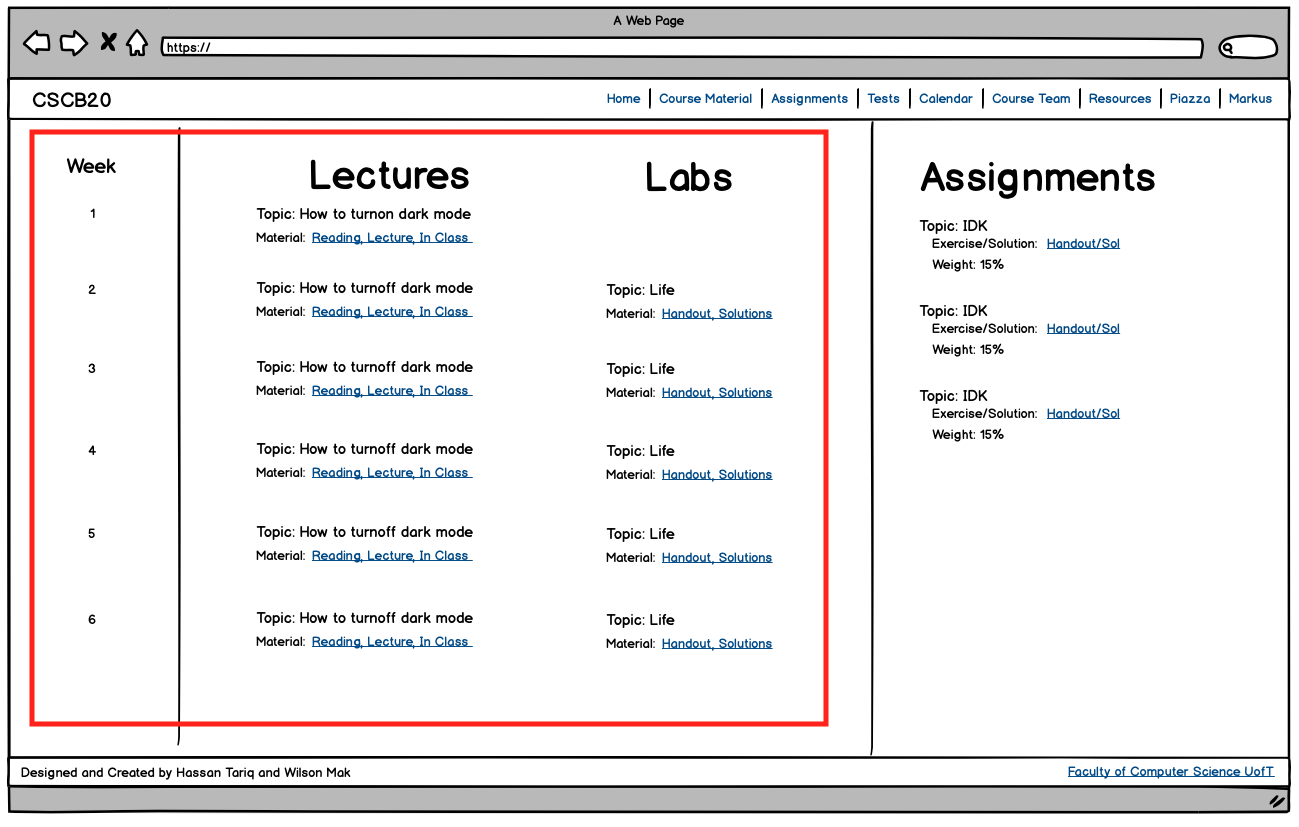 A Web Page
https://
CSCB20
Home | Course Material | Assignments | Tests | Calendar | Course Team | Resources | Piazza | Markus
Week
Lectures
Labs
1
Topic: How to turnon dark mode
Material: Reading, Lecture, In Class
2
Topic: How to turnoff dark mode
Material: Reading, Lecture, In Class
Topic: Life
Material: Handout, Solutions
3
Topic: How to turnoff dark mode
Material: Reading, Lecture, In Class
Topic: Life
Material: Handout, Solutions
4
Topic: How to turnoff dark mode
Material: Reading, Lecture, In Class
Topic: Life
Material: Handout, Solutions
5
Topic: How to turnoff dark mode
Material: Reading, Lecture, In Class
Topic: Life
Material: Handout, Solutions
6
Topic: How to turnoff dark mode
Material: Reading, Lecture, In Class
Topic: Life
Material: Handout, Solutions
Assignments
Topic: IDK
Exercise/Solution: Handout/Sol
Weight: 15%
Topic: IDK
Exercise/Solution: Handout/Sol
Weight: 15%
Topic: IDK
Exercise/Solution: Handout/Sol
Weight: 15%
Designed and Created by Hassan Tariq and Wilson Mak
Faculty of Computer Science UofT